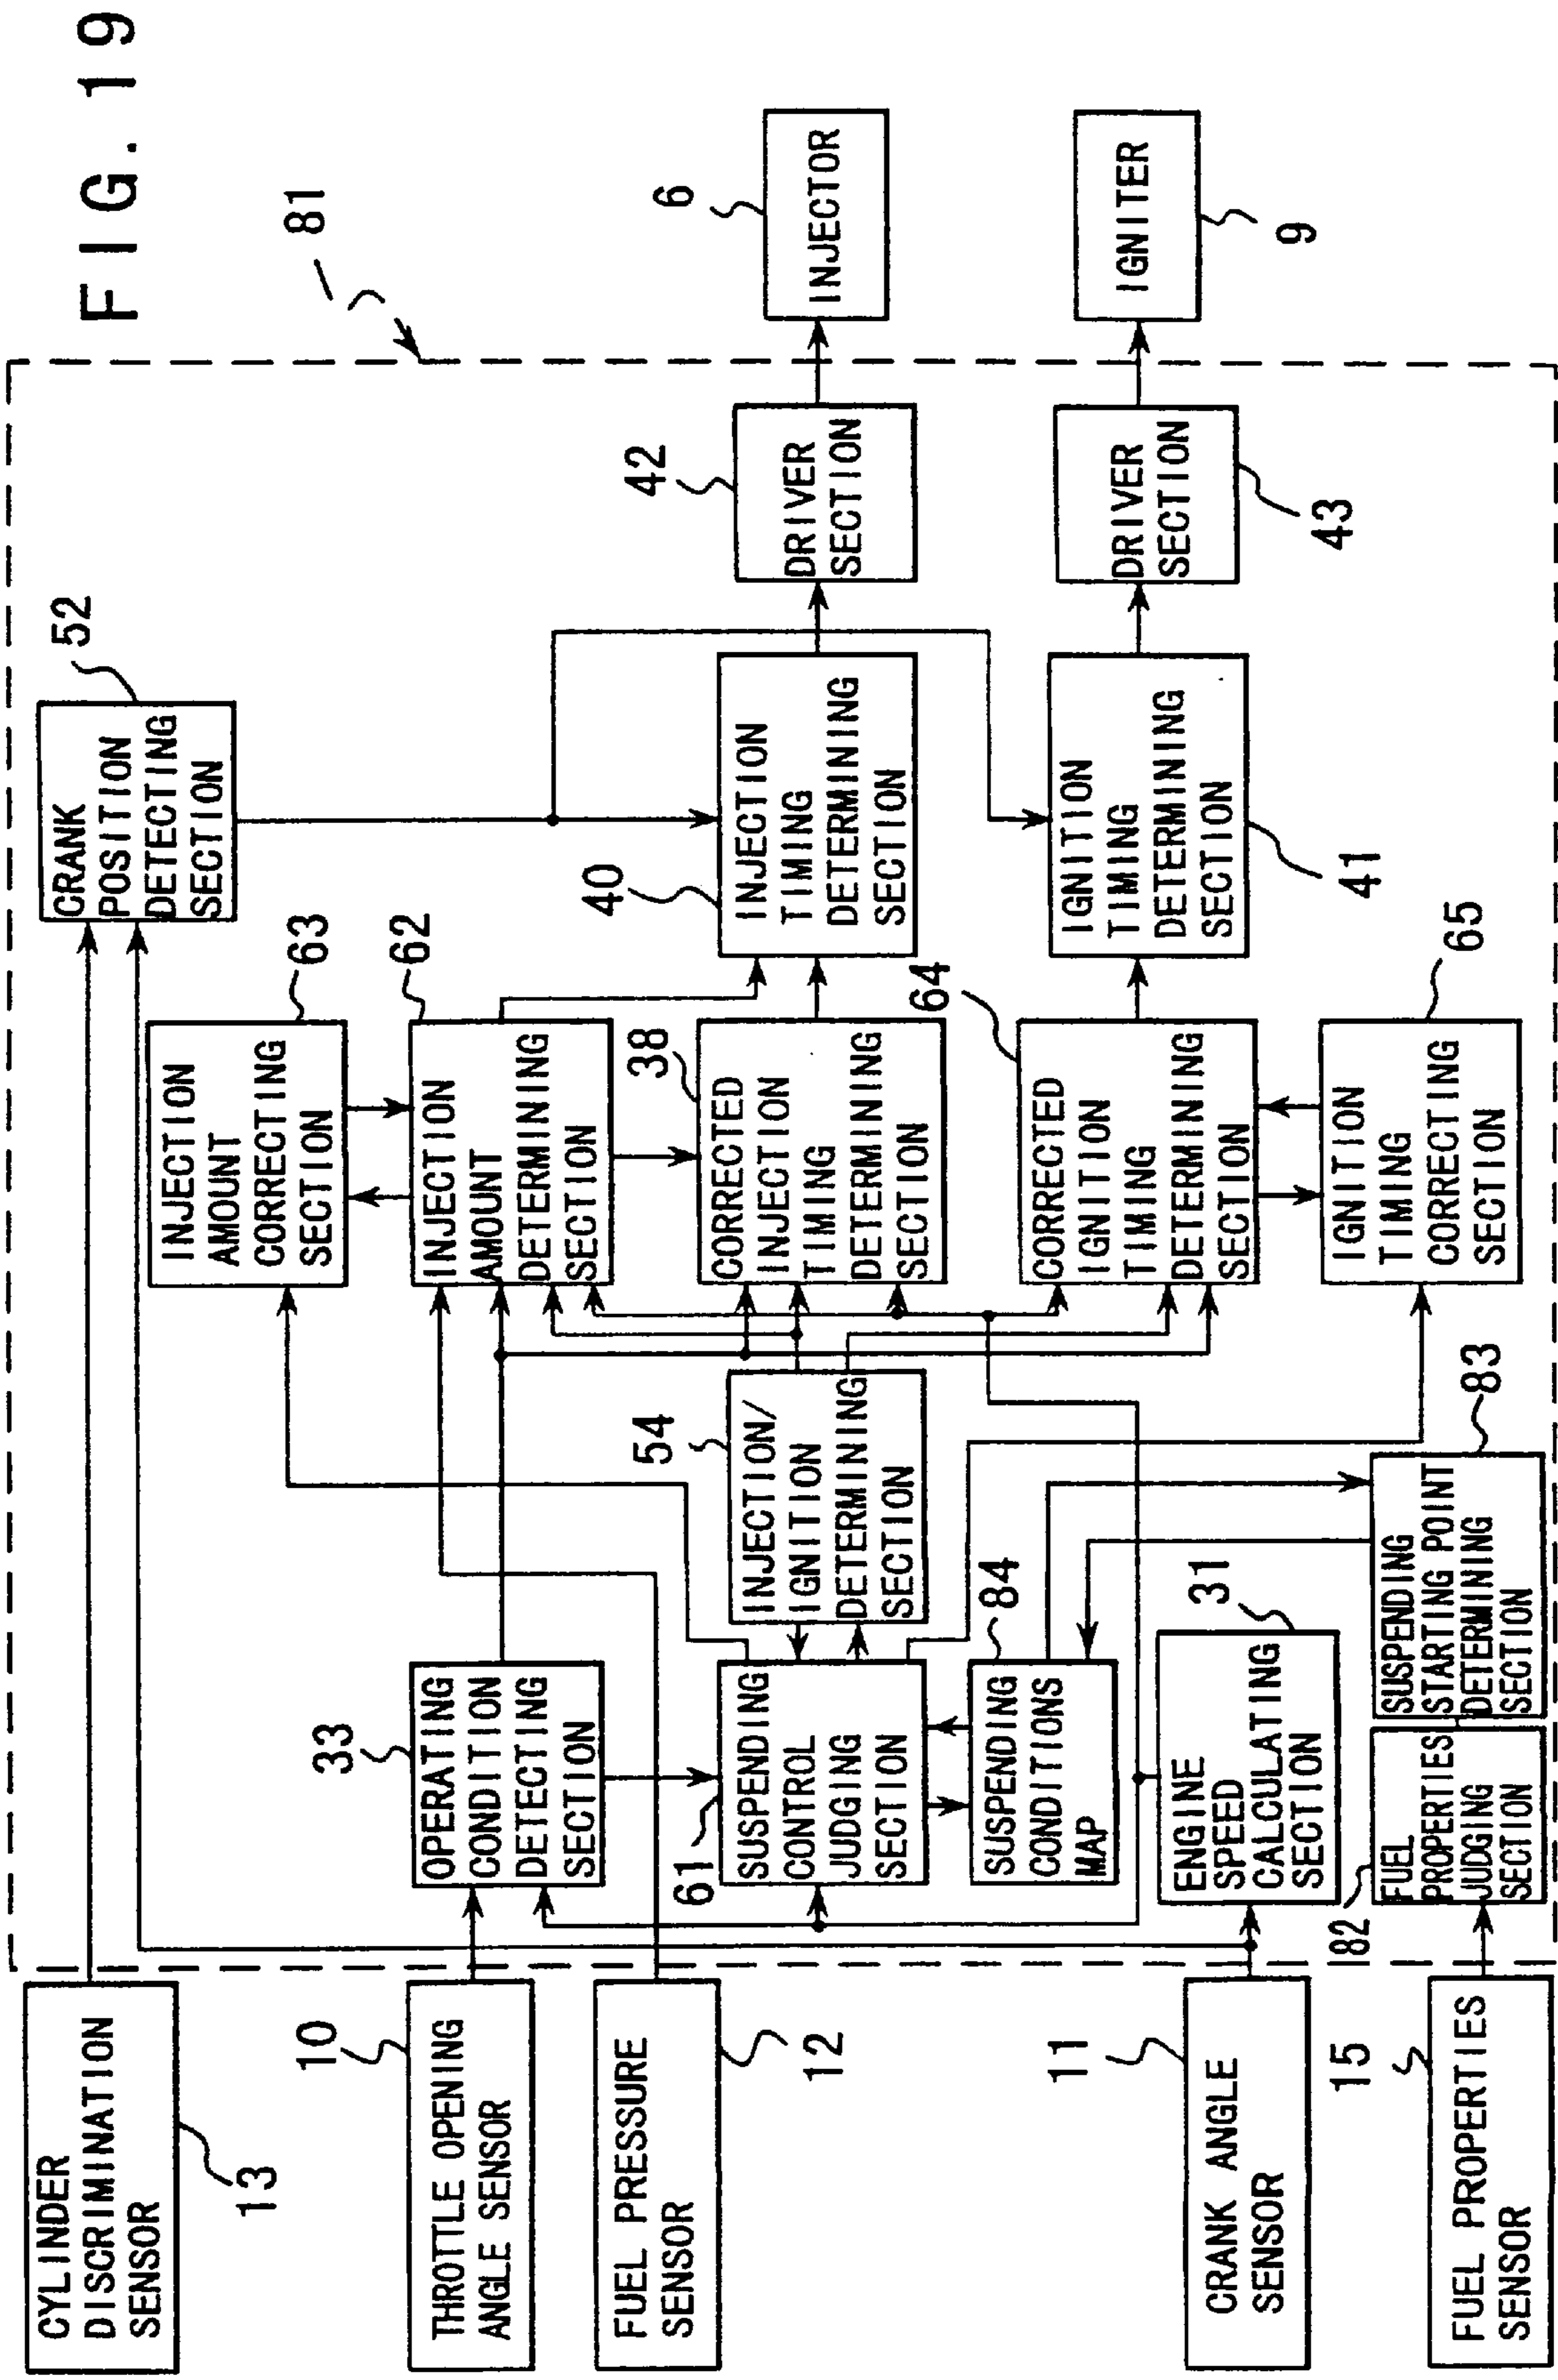 FIG. 19
81
CYLINDER
DISCRIMINATION
SENSOR
13
THROTTLE OPENING
ANGLE SENSOR
10
FUEL PRESSURE
SENSOR
12
CRANK ANGLE
SENSOR
11
FUEL PROPERTIES
SENSOR
15
OPERATING
CONDITION
DETECTING
SECTION
33
SUSPENDING
CONTROL
JUDGING
SECTION
61
SUSPENDING
CONDITIONS
MAP
84
ENGINE
SPEED
CALCULATING
SECTION
31
FUEL
PROPERTIES
JUDGING
SECTION
182
SUSPENDING
STARTING POINT
DETERMINING
SECTION
83
INJECTION/
IGNITION
DETERMINING
SECTION
54
INJECTION
AMOUNT
CORRECTING
SECTION
63
INJECTION
AMOUNT
DETERMINING
SECTION
62
CORRECTED
INJECTION
TIMING
DETERMINING
SECTION
38
CORRECTED
IGNITION
TIMING
DETERMINING
SECTION
64
IGNITION
TIMING
CORRECTING
SECTION
65
CRANK
POSITION
DETECTING
SECTION
52
INJECTION
TIMING
DETERMINING
SECTION
40
IGNITION
TIMING
DETERMINING
SECTION
41
DRIVER
SECTION
42
DRIVER
SECTION
43
INJECTOR
6
IGNITER
9